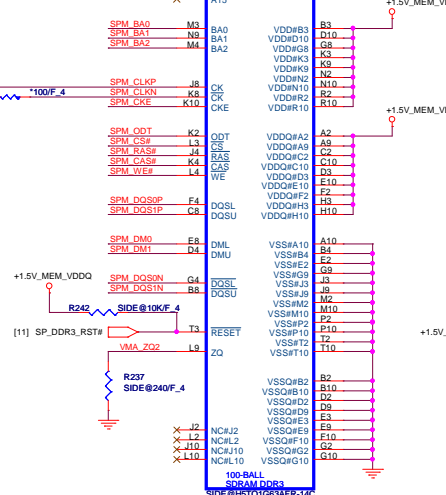 A15
+1.5V_MEM_VD
SPM_BA0 M3 BA0 VDD#B3 B3
SPM_BA1 N9 BA1 VDD#D10 D10
SPM_BA2 M4 BA2 VDD#G8 G8
VDD#K3 K3
VDD#K9 K9
VDD#N2 N2
SPM_CLKP J8 CK VDD#N10 N10
*100/F_4 SPM_CLKN K8 CK VDD#R2 R2
SPM_CKE K10 CKE VDD#R10 R10
+1.5V_MEM_V
SPM_ODT K2 ODT VDDQ#A2 A2
SPM_CS# L3 CS VDDQ#A9 A9
SPM_RAS# J4 RAS VDDQ#C2 C2
SPM_CAS# K4 CAS VDDQ#C10 C10
SPM_WE# L4 WE VDDQ#D3 D3
VDDQ#E10 E10
VDDQ#F2 F2
SPM_DQS0P F4 DQSL VDDQ#H3 H3
SPM_DQS1P C8 DQSU VDDQ#H10 H10
SPM_DM0 E8 DML VSS#A10 A10
SPM_DM1 D4 DMU VSS#B4 B4
VSS#E2 E2
VSS#G9 G9
SPM_DQS0N G4 DQSL VSS#J3 J3
SPM_DQS1N B8 DQSU VSS#J9 J9
+1.5V_MEM_VDDQ
VSS#M2 M2
R242 SIDE@10K/F_4 VSS#M10 M10
VSS#P2 P2
[11] SP_DDR3_RST# T3 RESET VSS#P10 P10
+1.5V_
VSS#T2 T2
VMA_ZQ2 L9 ZQ VSS#T10 T10
R237
SIDE@240/F_4
VSSQ#B2 B2
VSSQ#B10 B10
VSSQ#D2 D2
VSSQ#D9 D9
VSSQ#E3 E3
J2 NC#J2 VSSQ#E9 E9
L2 NC#L2 VSSQ#F10 F10
J10 NC#J10 VSSQ#G2 G2
L10 NC#L10 VSSQ#G10 G10
100-BALL
SDRAM DDR3
SIDE@H5TQ1G63AFR-14C